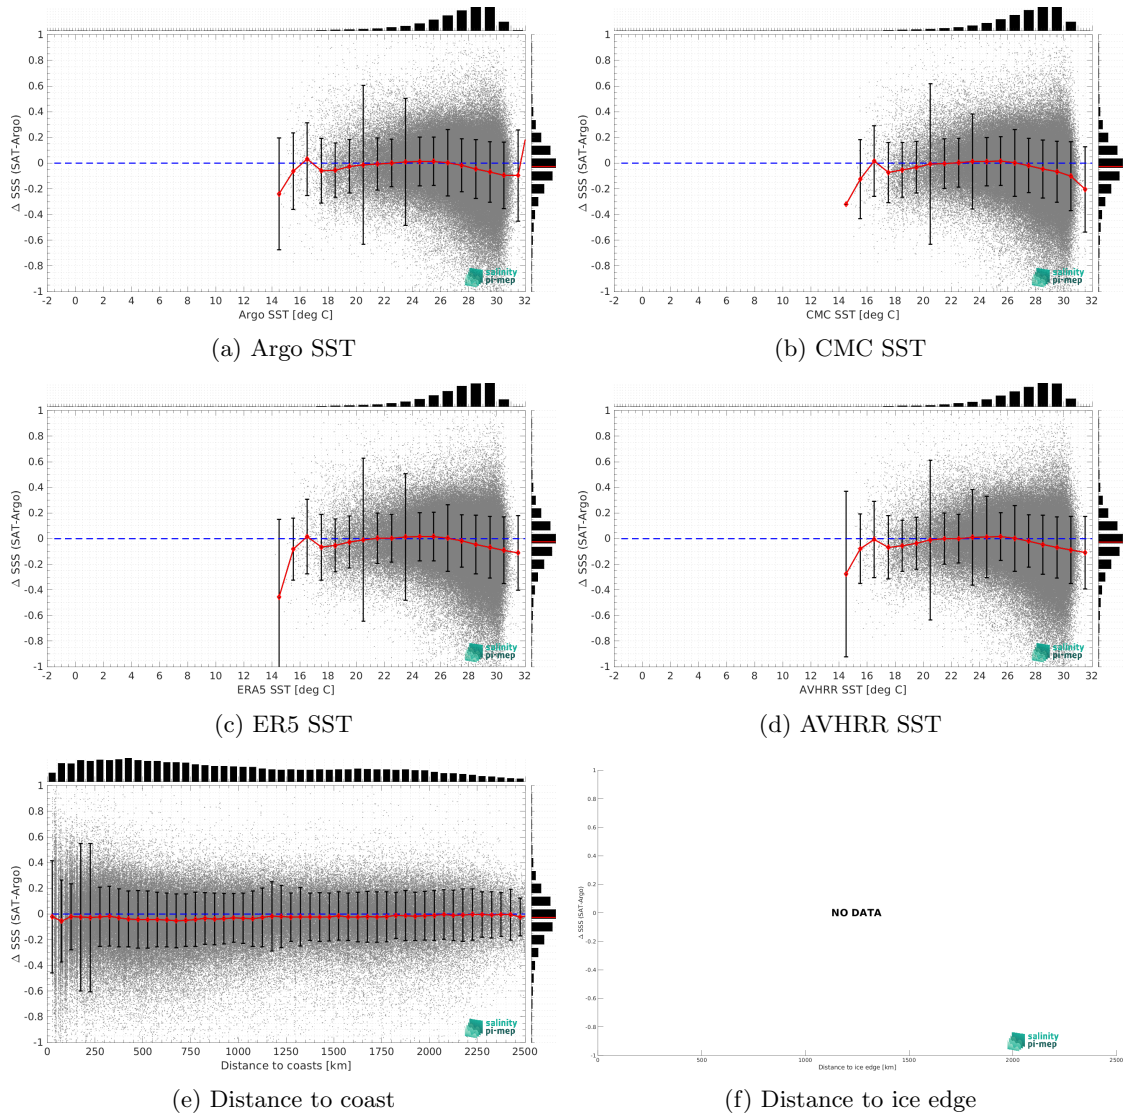 1
0.8
0.6
0.4
0.2
0
-0.2
-0.4
-0.6
-0.8
-1
Δ SSS (SAT-Argo)
salinity
pi-mep
-2 0 2 4 6 8 10 12 14 16 18 20 22 24 26 28 30 32
Argo SST [deg C]
(a) Argo SST
1
0.8
0.6
0.4
0.2
0
-0.2
-0.4
-0.6
-0.8
-1
Δ SSS (SAT-Argo)
salinity
pi-mep
-2 0 2 4 6 8 10 12 14 16 18 20 22 24 26 28 30 32
CMC SST [deg C]
(b) CMC SST
1
0.8
0.6
0.4
0.2
0
-0.2
-0.4
-0.6
-0.8
-1
Δ SSS (SAT-Argo)
salinity
pi-mep
-2 0 2 4 6 8 10 12 14 16 18 20 22 24 26 28 30 32
ERA5 SST [deg C]
(c) ER5 SST
1
0.8
0.6
0.4
0.2
0
-0.2
-0.4
-0.6
-0.8
-1
Δ SSS (SAT-Argo)
salinity
pi-mep
-2 0 2 4 6 8 10 12 14 16 18 20 22 24 26 28 30 32
AVHRR SST [deg C]
(d) AVHRR SST
1
0.8
0.6
0.4
0.2
0
-0.2
-0.4
-0.6
-0.8
-1
Δ SSS (SAT-Argo)
salinity
pi-mep
0 250 500 750 1000 1250 1500 1750 2000 2250 2500
Distance to coasts [km]
(e) Distance to coast
1
0.8
0.6
0.4
0.2
0
-0.2
-0.4
-0.6
-0.8
-1
Δ SSS (SAT-Argo)
NO DATA
salinity
pi-mep
0 500 1000 1500 2000 2500
Distance to ice edge [km]
(f) Distance to ice edge